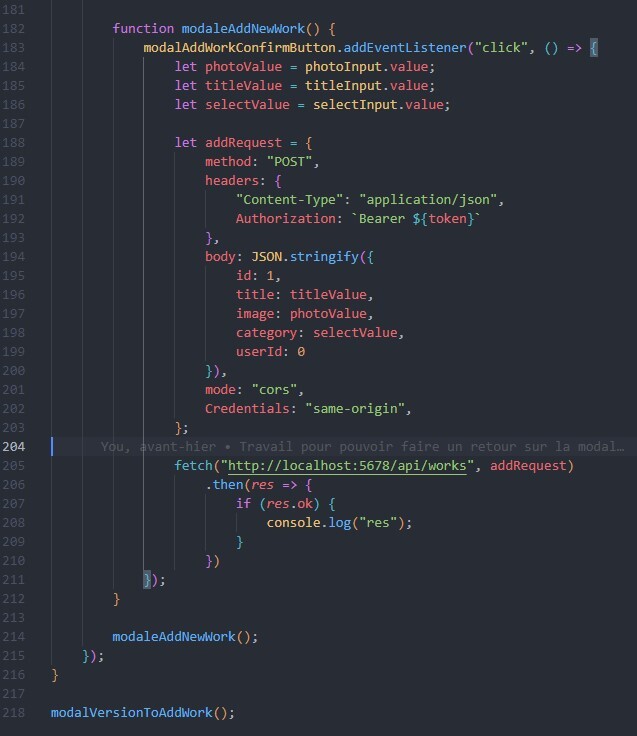 181
182 function modaleAddNewWork() {
183 modalAddWorkConfirmButton.addEventListener("click", () => {
184 let photoValue = photoInput.value;
185 let titleValue = titleInput.value;
186 let selectValue = selectInput.value;
187
188 let addRequest = {
189 method: "POST",
190 headers: {
191 "Content-Type": "application/json",
192 Authorization: `Bearer ${token}`
193 },
194 body: JSON.stringify({
195 id: 1,
196 title: titleValue,
197 image: photoValue,
198 category: selectValue,
199 userId: 0
200 }),
201 mode: "cors",
202 Credentials: "same-origin",
203 };
204 You, avant-hier • Travail pour pouvoir faire un retour sur la modal…
205 fetch("http://localhost:5678/api/works", addRequest)
206 .then(res => {
207 if (res.ok) {
208 console.log("res");
209 }
210 })
211 });
212 }
213
214 modaleAddNewWork();
215 });
216 }
217
218 modalVersionToAddWork();